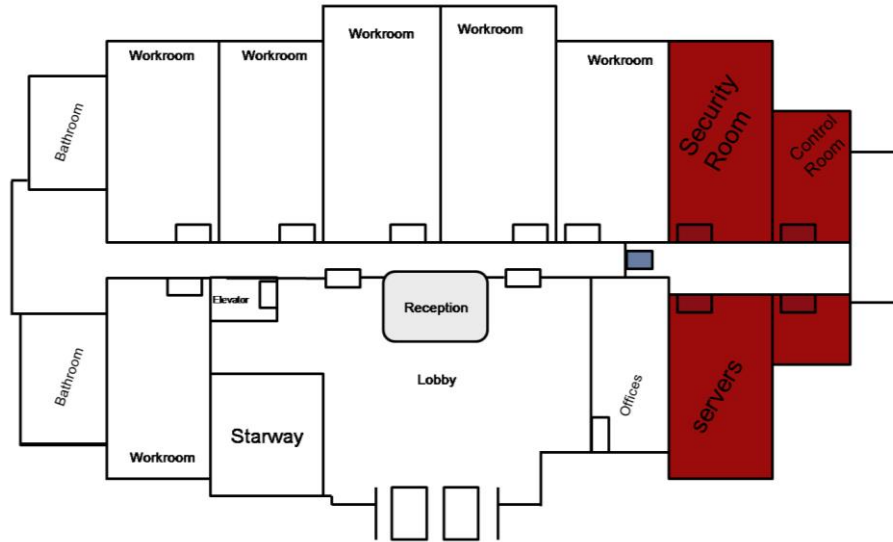 Workroom
Workroom
Workroom
Workroom
Workroom
Security
Room
Control
Room
Bathroom
Elevator
Reception
Lobby
Offices
servers
Bathroom
Starway
Workroom